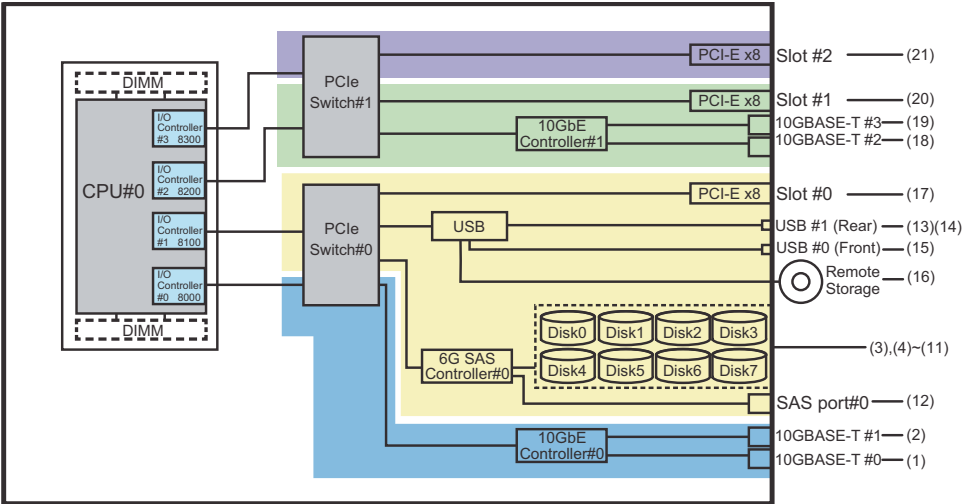 PCI-E x8 Slot #2 (21)
DIMM
PCIe
Switch#1
PCI-E x8 Slot #1 (20)
I/O
Controller
#3 8300
10GbE
Controller#1
10GBASE-T #3 (19)
10GBASE-T #2 (18)
CPU#0
I/O
Controller
#2 8200
PCI-E x8 Slot #0 (17)
I/O
Controller
#1 8100
PCIe
Switch#0
USB
USB #1 (Rear) (13)(14)
USB #0 (Front) (15)
I/O
Controller
#0 8000
Remote
Storage
(16)
DIMM
Disk0 Disk1 Disk2 Disk3
(3),(4)~(11)
6G SAS
Controller#0
Disk4 Disk5 Disk6 Disk7
SAS port#0 (12)
10GbE
Controller#0
10GBASE-T #1 (2)
10GBASE-T #0 (1)